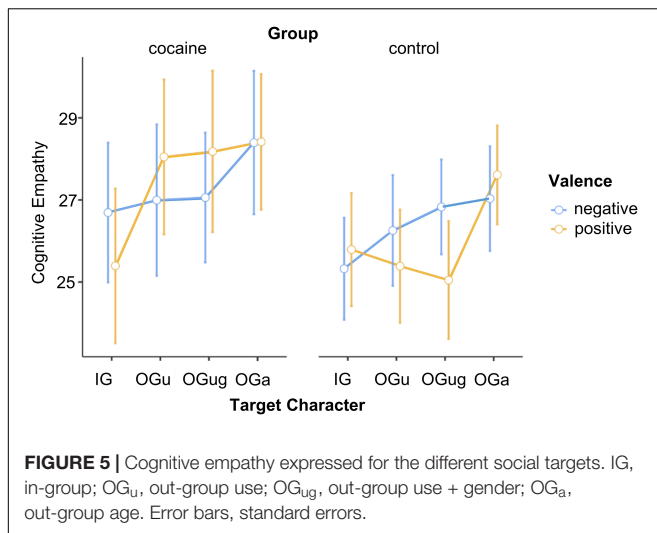 Group
cocaine control
29
27
25
Cognitive Empathy
IG OGu OGug OGa IG OGu OGug OGa
Target Character
Valence
negative
positive
FIGURE 5 | Cognitive empathy expressed for the different social targets. IG,
in-group; OGu, out-group use; OGug, out-group use + gender; OGa,
out-group age. Error bars, standard errors.